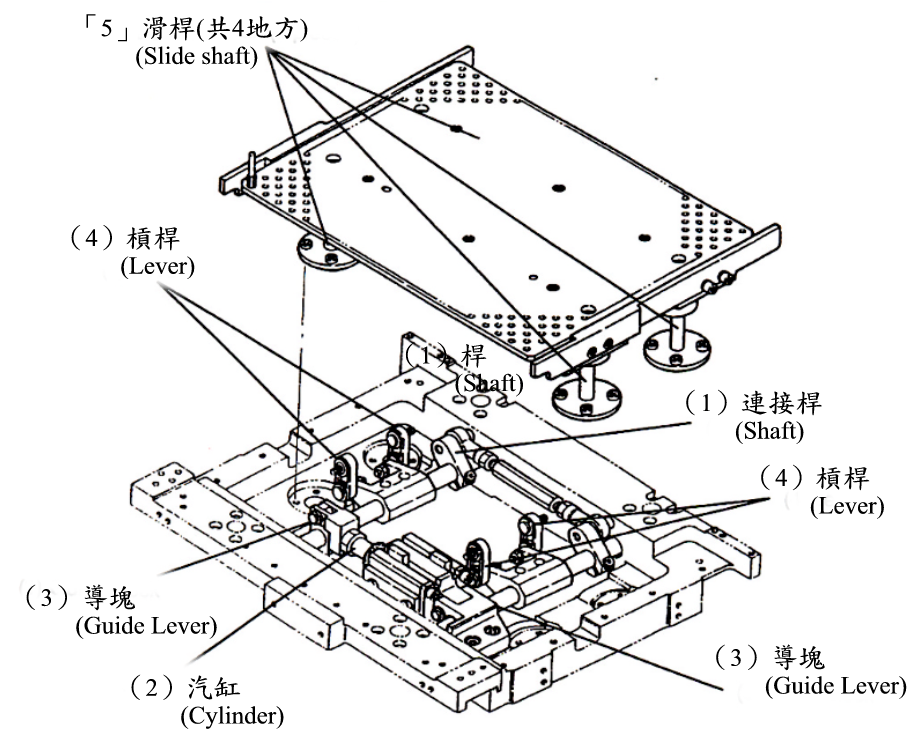 「5」滑桿(共4地方)
(Slide shaft)
（4）槓桿
(Lever)
（1）桿
(Shaft)
（1）連接桿
(Shaft)
（4）槓桿
(Lever)
（3）導塊
(Guide Lever)
（3）導塊
(Guide Lever)
（2）汽缸
(Cylinder)